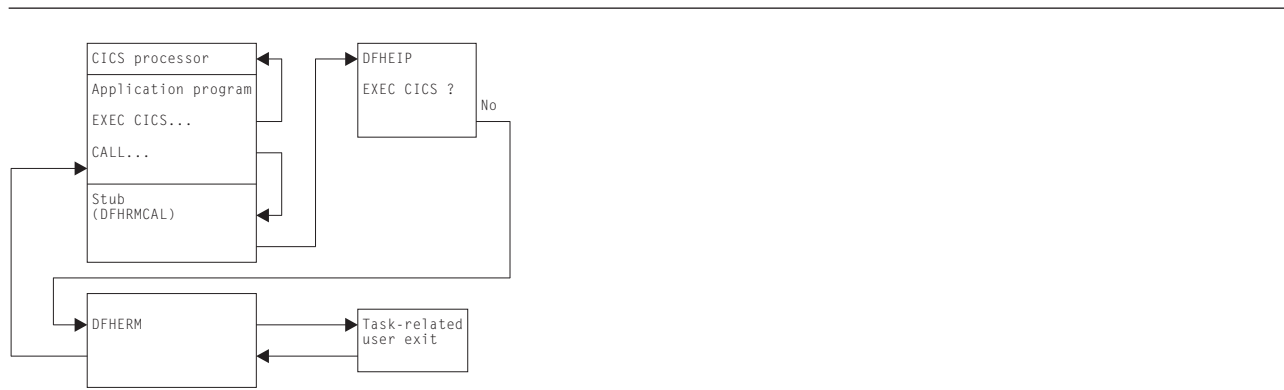 CICS processor
Application program
EXEC CICS...
CALL...
Stub
(DFHRMCAL)
DFHEIP
EXEC CICS ?
No
DFHERM
Task-related
user exit